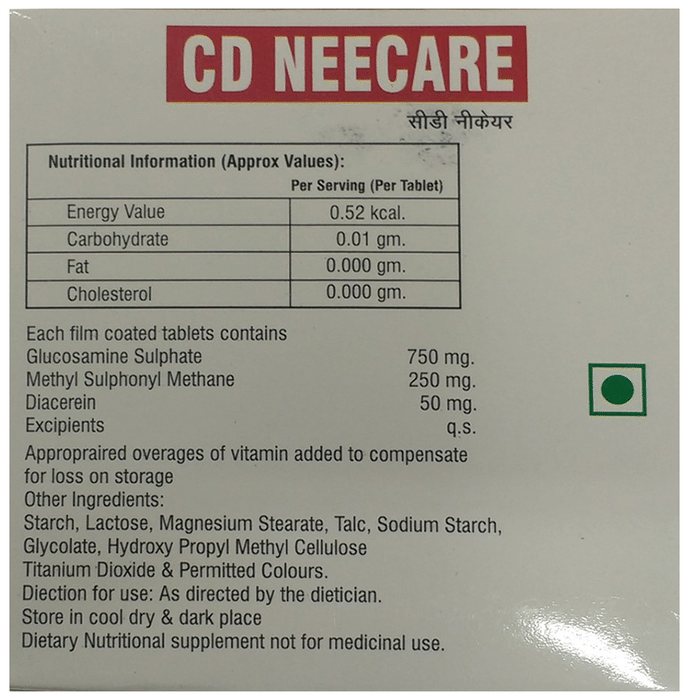 CD NEECARE
सीडी नीकेयर
Nutritional Information (Approx Values):
Per Serving (Per Tablet)
Energy Value 0.52 kcal.
Carbohydrate 0.01 gm.
Fat 0.000 gm.
Cholesterol 0.000 gm.
Each film coated tablets contains
Glucosamine Sulphate 750 mg.
Methyl Sulphonyl Methane 250 mg.
Diacerein 50 mg.
Excipients q.s.
Appropraired overages of vitamin added to compensate
for loss on storage
Other Ingredients:
Starch, Lactose, Magnesium Stearate, Talc, Sodium Starch,
Glycolate, Hydroxy Propyl Methyl Cellulose
Titanium Dioxide & Permitted Colours.
Diection for use: As directed by the dietician.
Store in cool dry & dark place
Dietary Nutritional supplement not for medicinal use.